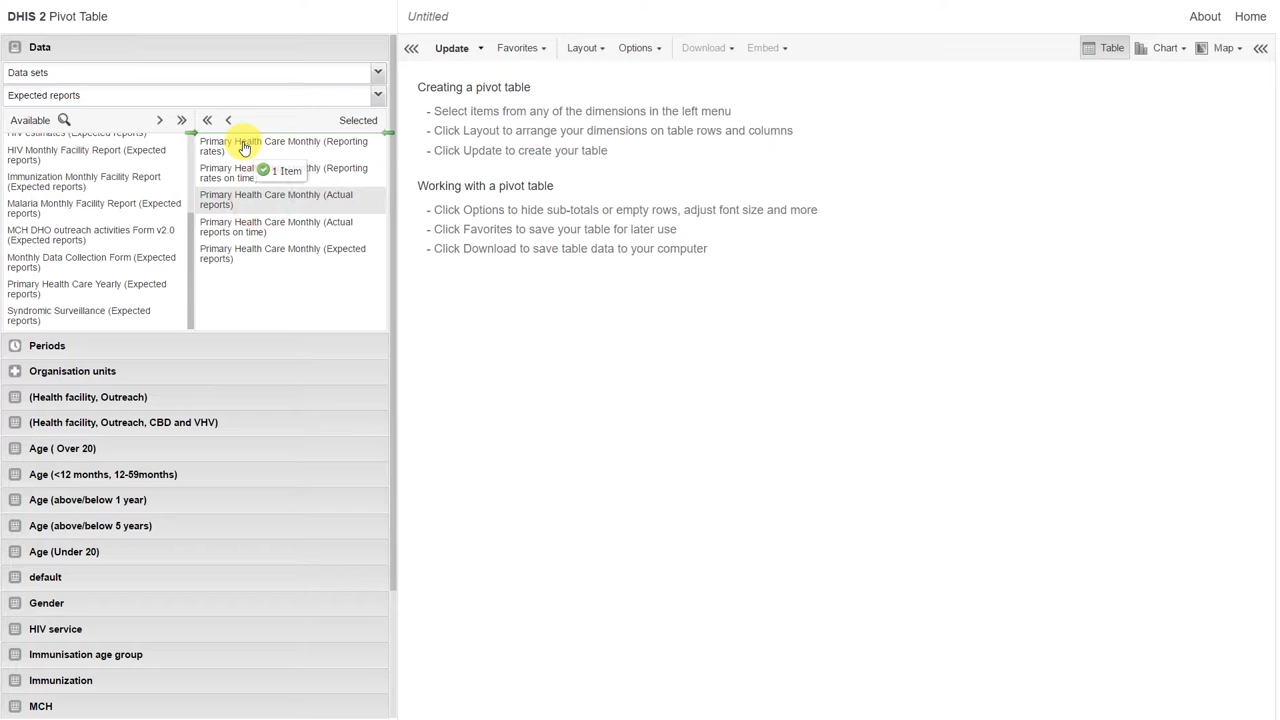 DHIS 2 Pivot Table
Untitled
About
Home
Data
Update
Favorites
Layout
Options
Download
Embed
Table
Chart
Map
Data sets
Expected reports
Available
Selected
HIV estimates (Expected reports)
HIV Monthly Facility Report (Expected
reports)
Immunization Monthly Facility Report
(Expected reports)
Malaria Monthly Facility Report (Expected
reports)
MCH DHO outreach activities Form v2.0
(Expected reports)
Monthly Data Collection Form (Expected
reports)
Primary Health Care Yearly (Expected
reports)
Syndromic Surveillance (Expected
reports)
Primary Health Care Monthly (Reporting
rates)
Primary Heal nthly (Reporting
rates on time
1 Item
Primary Health Care Monthly (Actual
reports)
Primary Health Care Monthly (Actual
reports on time)
Primary Health Care Monthly (Expected
reports)
Creating a pivot table
- Select items from any of the dimensions in the left menu
- Click Layout to arrange your dimensions on table rows and columns
- Click Update to create your table
Working with a pivot table
- Click Options to hide sub-totals or empty rows, adjust font size and more
- Click Favorites to save your table for later use
- Click Download to save table data to your computer
Periods
Organisation units
(Health facility, Outreach)
(Health facility, Outreach, CBD and VHV)
Age ( Over 20)
Age (<12 months, 12-59months)
Age (above/below 1 year)
Age (above/below 5 years)
Age (Under 20)
default
Gender
HIV service
Immunisation age group
Immunization
MCH